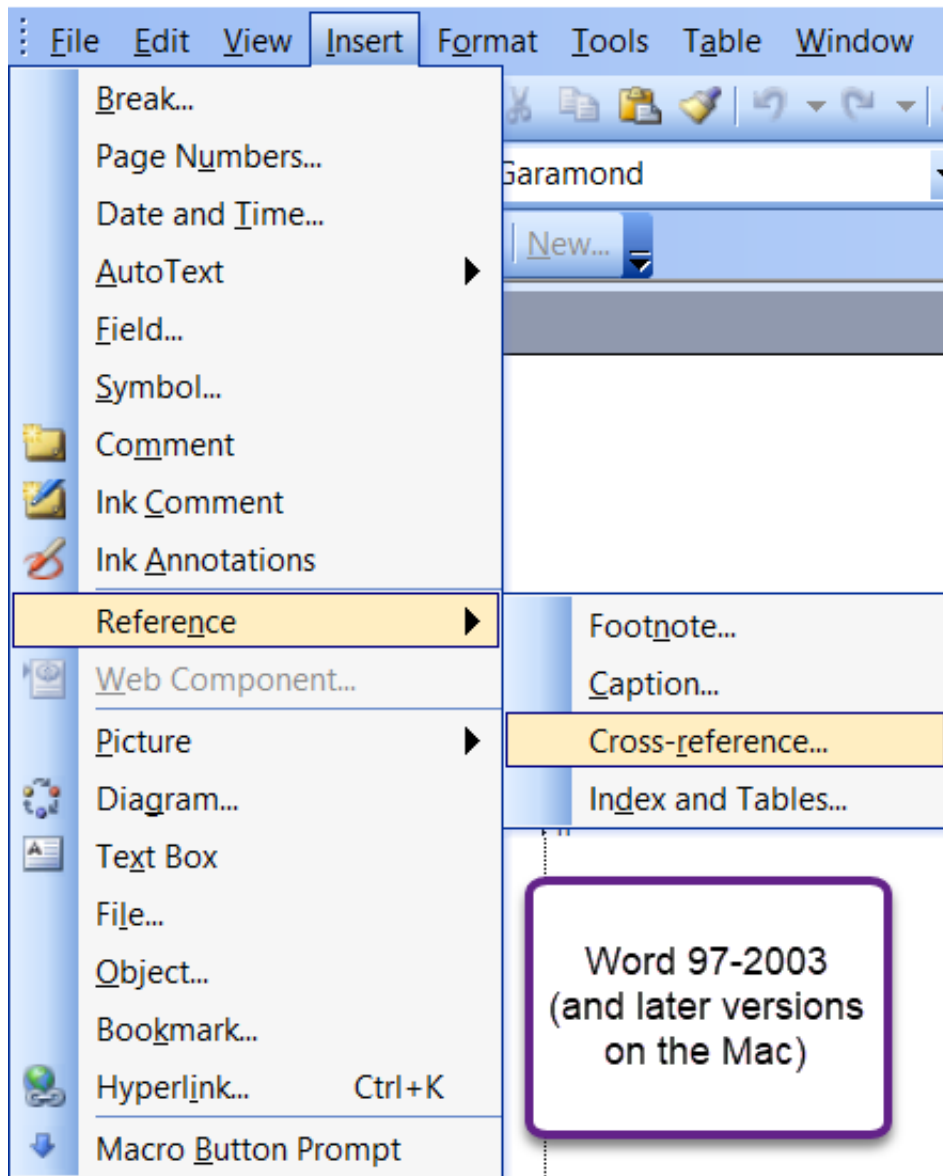 File Edit View Insert Format Tools Table Window
Break...
Page Numbers...
Garamond
Date and Time...
New...
AutoText
Field...
Symbol...
Comment
Ink Comment
Ink Annotations
Reference
Footnote...
Web Component...
Caption...
Picture
Cross-reference...
Diagram...
Index and Tables...
Text Box
File...
Object...
Bookmark...
Hyperlink... Ctrl+K
Macro Button Prompt
Word 97-2003
(and later versions
on the Mac)